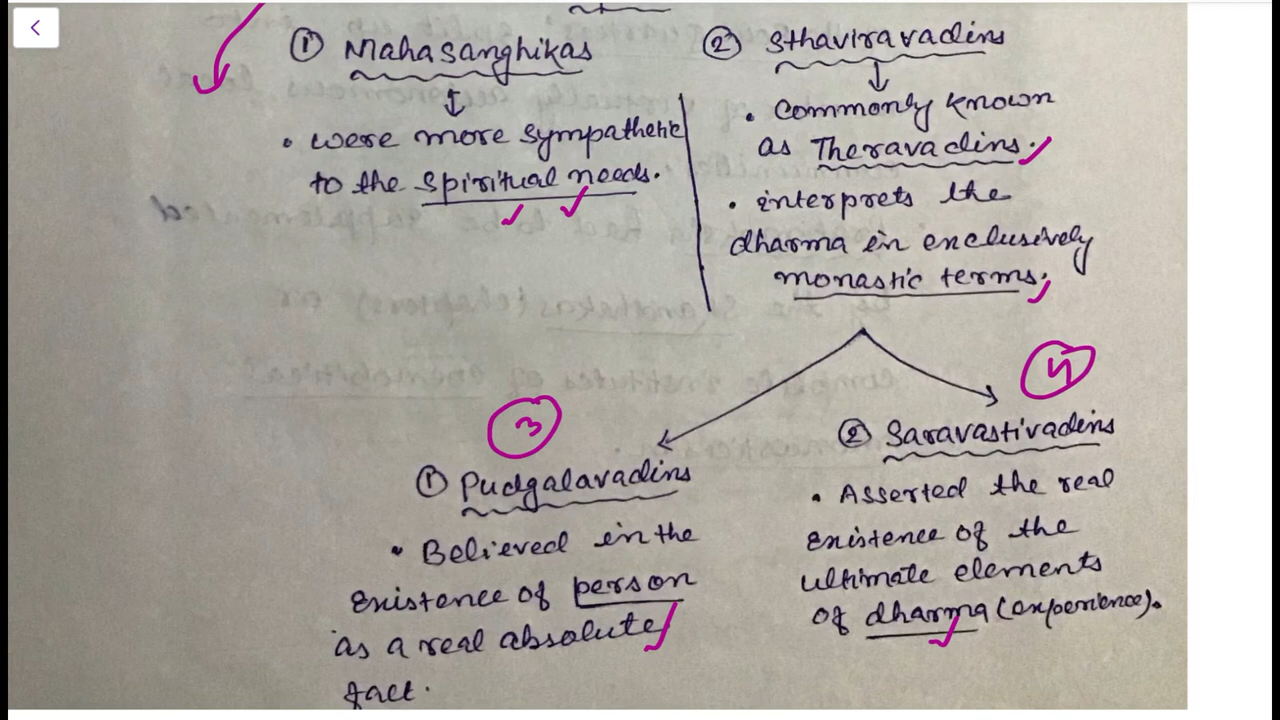 ① Mahasanghikas
• were more sympathetic
to the spiritual needs.
② Sthaviravadins
• commonly known
as Theravadins.
• interprets the
dharma in exclusively
monastic terms.
3
① Pudgalavadins
• Believed in the
existence of person
as a real absolute
fact.
4
② Saravastivadins
• Asserted the real
existence of the
ultimate elements
of dharma (experience).